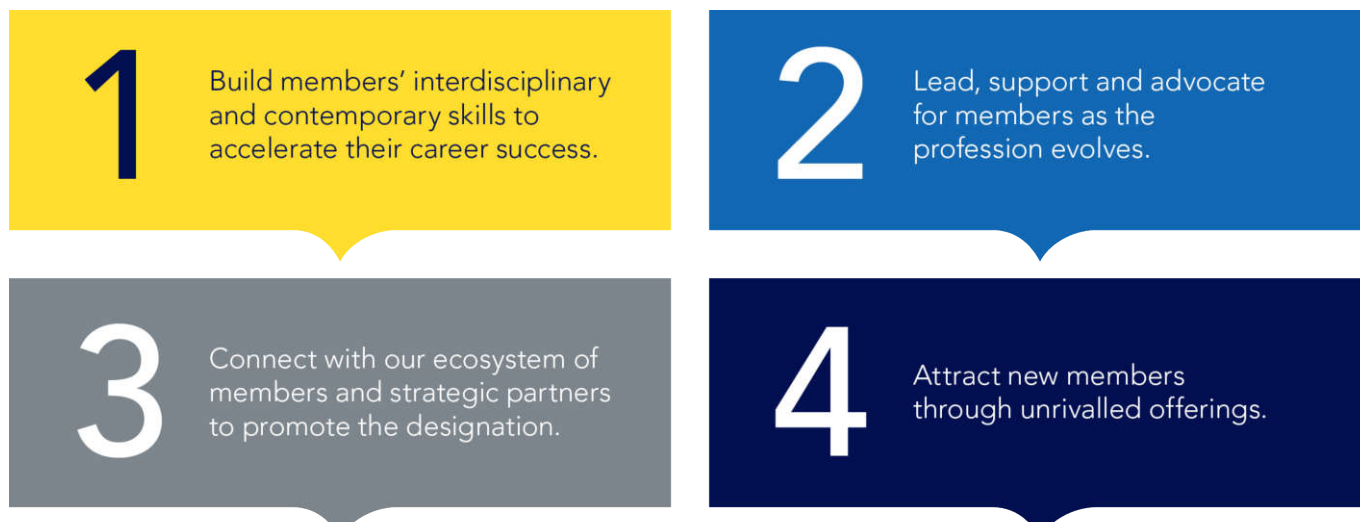 1
Build members' interdisciplinary
and contemporary skills to
accelerate their career success.
2
Lead, support and advocate
for members as the
profession evolves.
3
Connect with our ecosystem of
members and strategic partners
to promote the designation.
4
Attract new members
through unrivalled offerings.